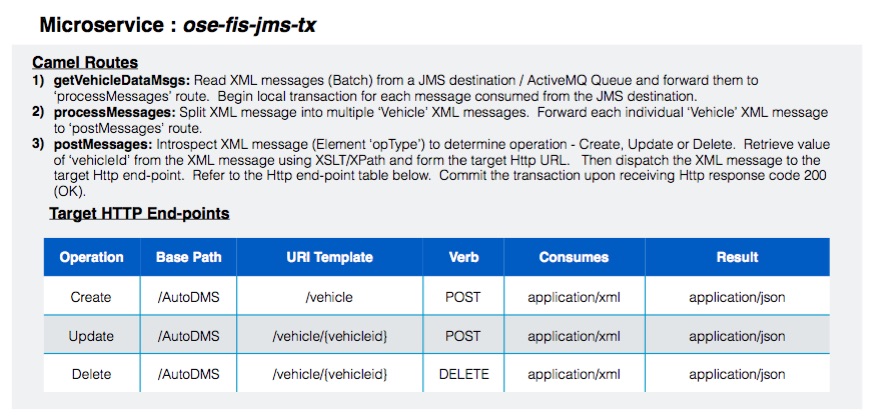 Microservice : ose-fis-jms-tx
Camel Routes
1) getVehicleDataMsgs: Read XML messages (Batch) from a JMS destination / ActiveMQ Queue and forward them to
'processMessages' route. Begin local transaction for each message consumed from the JMS destination.
2) processMessages: Split XML message into multiple 'Vehicle' XML messages. Forward each individual 'Vehicle' XML message
to 'postMessages' route.
3) postMessages: Introspect XML message (Element 'opType') to determine operation - Create, Update or Delete. Retrieve value
of 'vehicleId' from the XML message using XSLT/XPath and form the target Http URL. Then dispatch the XML message to the
target Http end-point. Refer to the Http end-point table below. Commit the transaction upon receiving Http response code 200
(OK).
Target HTTP End-points
Operation Base Path URI Template Verb Consumes Result
Create /AutoDMS /vehicle POST application/xml application/json
Update /AutoDMS /vehicle/{vehicleid} POST application/xml application/json
Delete /AutoDMS /vehicle/{vehicleid} DELETE application/xml application/json